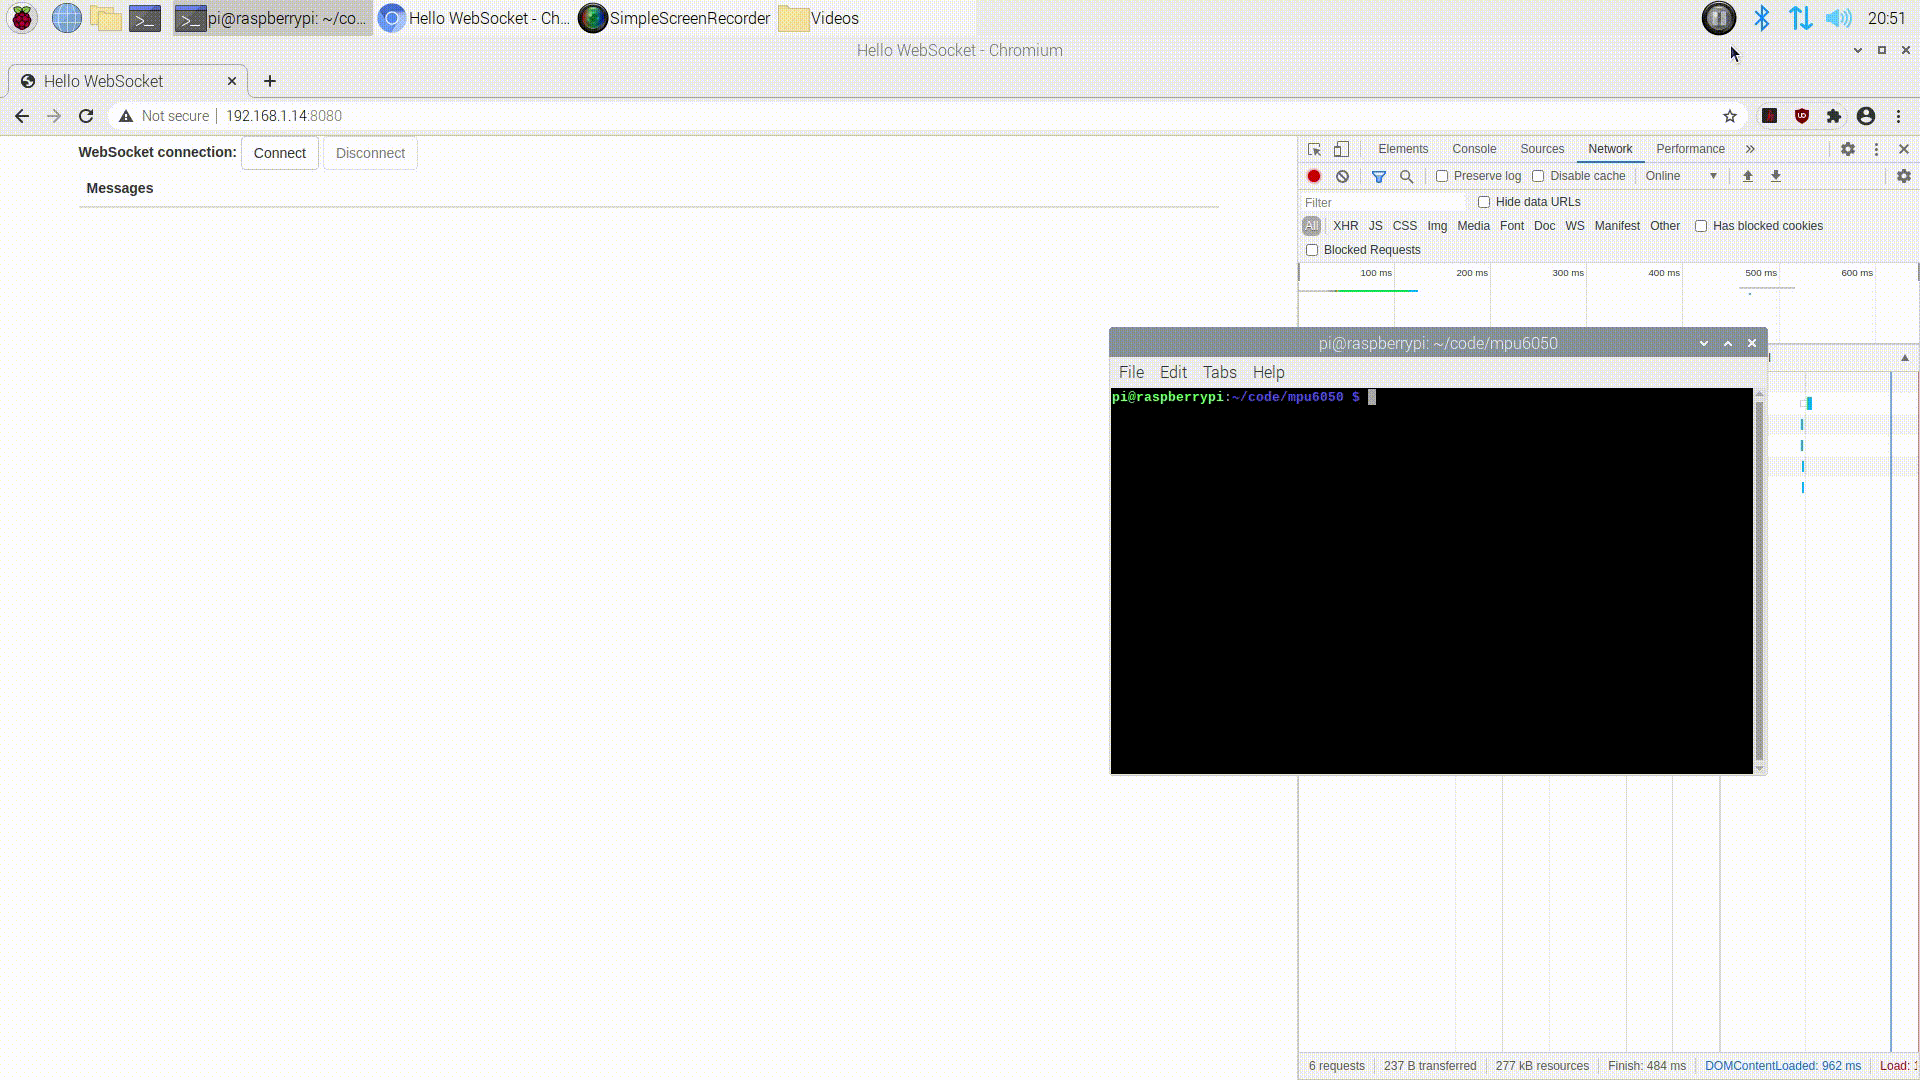 pi@raspberrypi: ~/co... Hello WebSocket - Ch... SimpleScreenRecorder Videos 20:51
Hello WebSocket - Chromium
Hello WebSocket
Not secure 192.168.1.14:8080
WebSocket connection: Connect Disconnect
Messages
Elements Console Sources Network Performance
Preserve log Disable cache Online
Filter Hide data URLs
All XHR JS CSS Img Media Font Doc WS Manifest Other Has blocked cookies
Blocked Requests
100 ms 200 ms 300 ms 400 ms 500 ms 600 ms
pi@raspberrypi: ~/code/mpu6050
File Edit Tabs Help
pi@raspberrypi:~/code/mpu6050 $
6 requests 237 B transferred 277 kB resources Finish: 484 ms DOMContentLoaded: 962 ms Load: